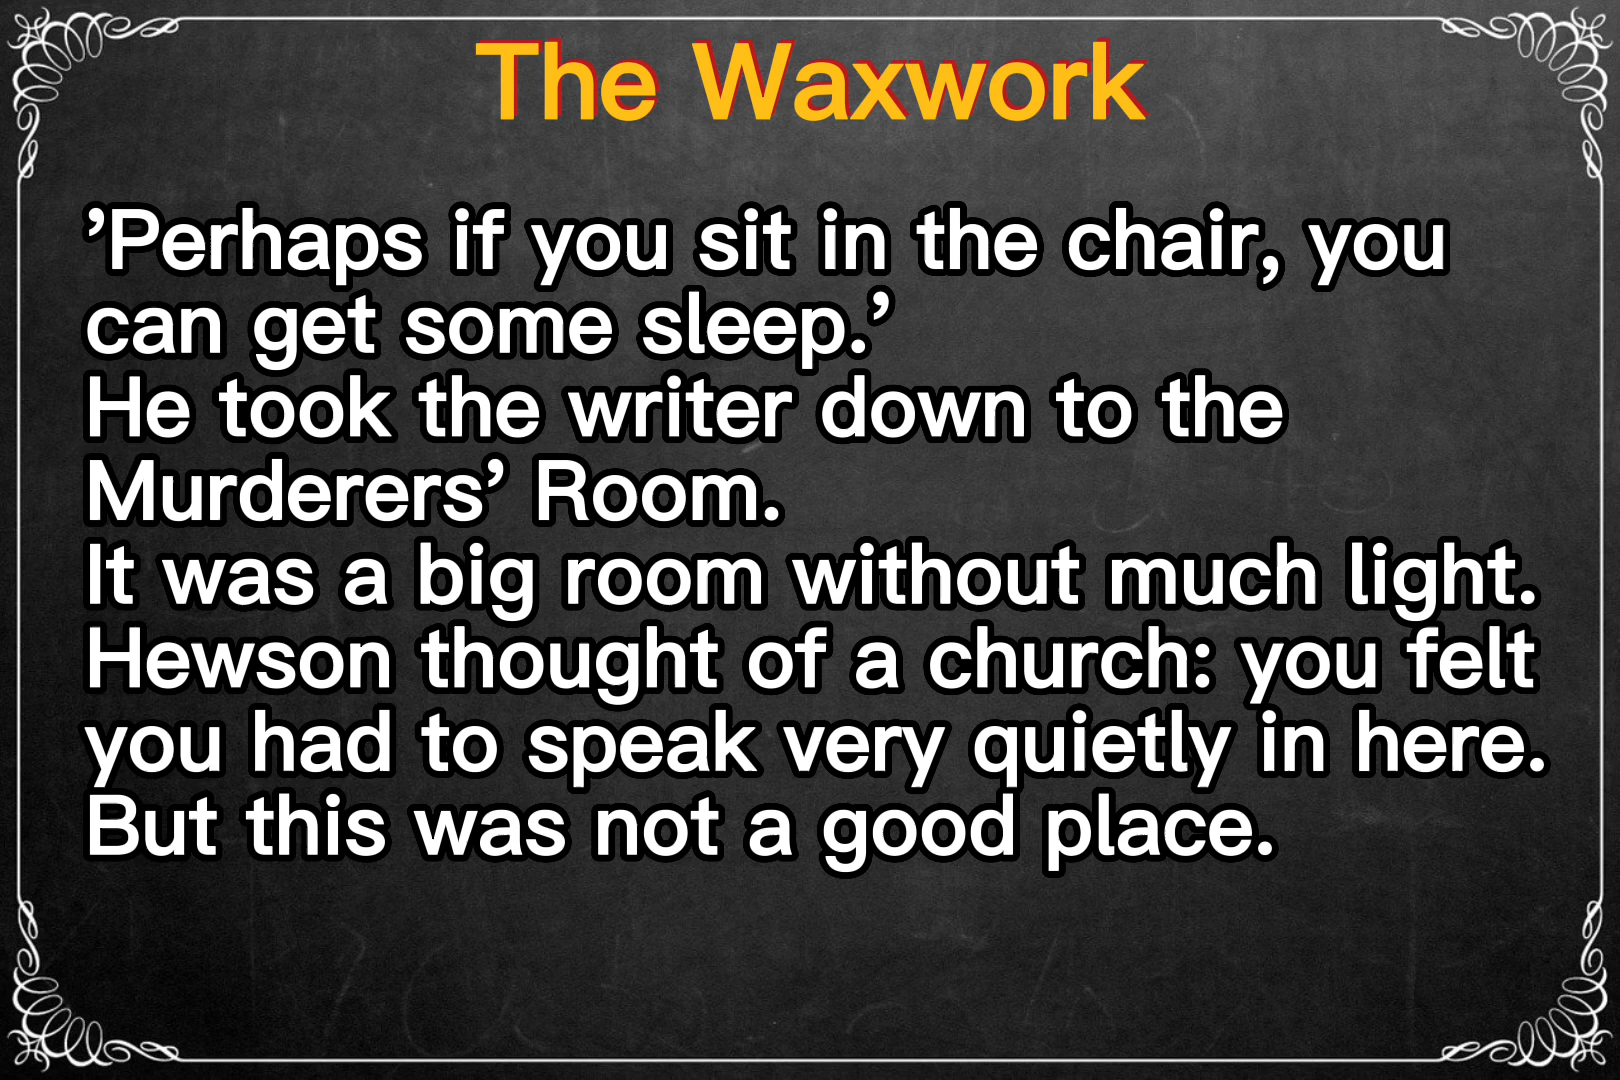 The Waxwork
’Perhaps if you sit in the chair, you
can get some sleep.’
He took the writer down to the
Murderers’ Room.
It was a big room without much light.
Hewson thought of a church: you felt
you had to speak very quietly in here.
But this was not a good place.